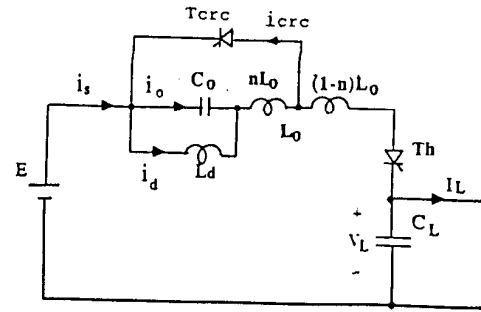 Tcrc
icrc
is
io
Co
nLo
(1-n)Lo
Lo
id
Ld
Th
E
IL
+
VL
CL
-